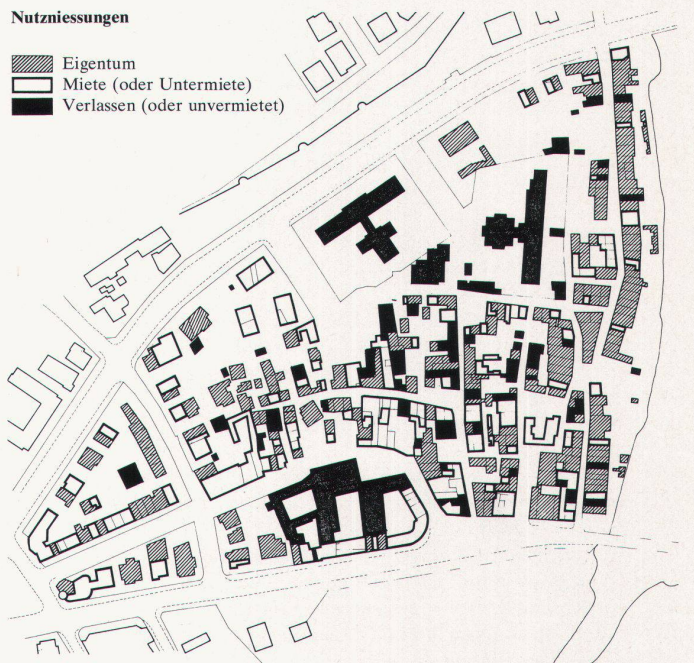 Nutzniessungen
Eigentum
Miete (oder Untermiete)
Verlassen (oder unvermietet)